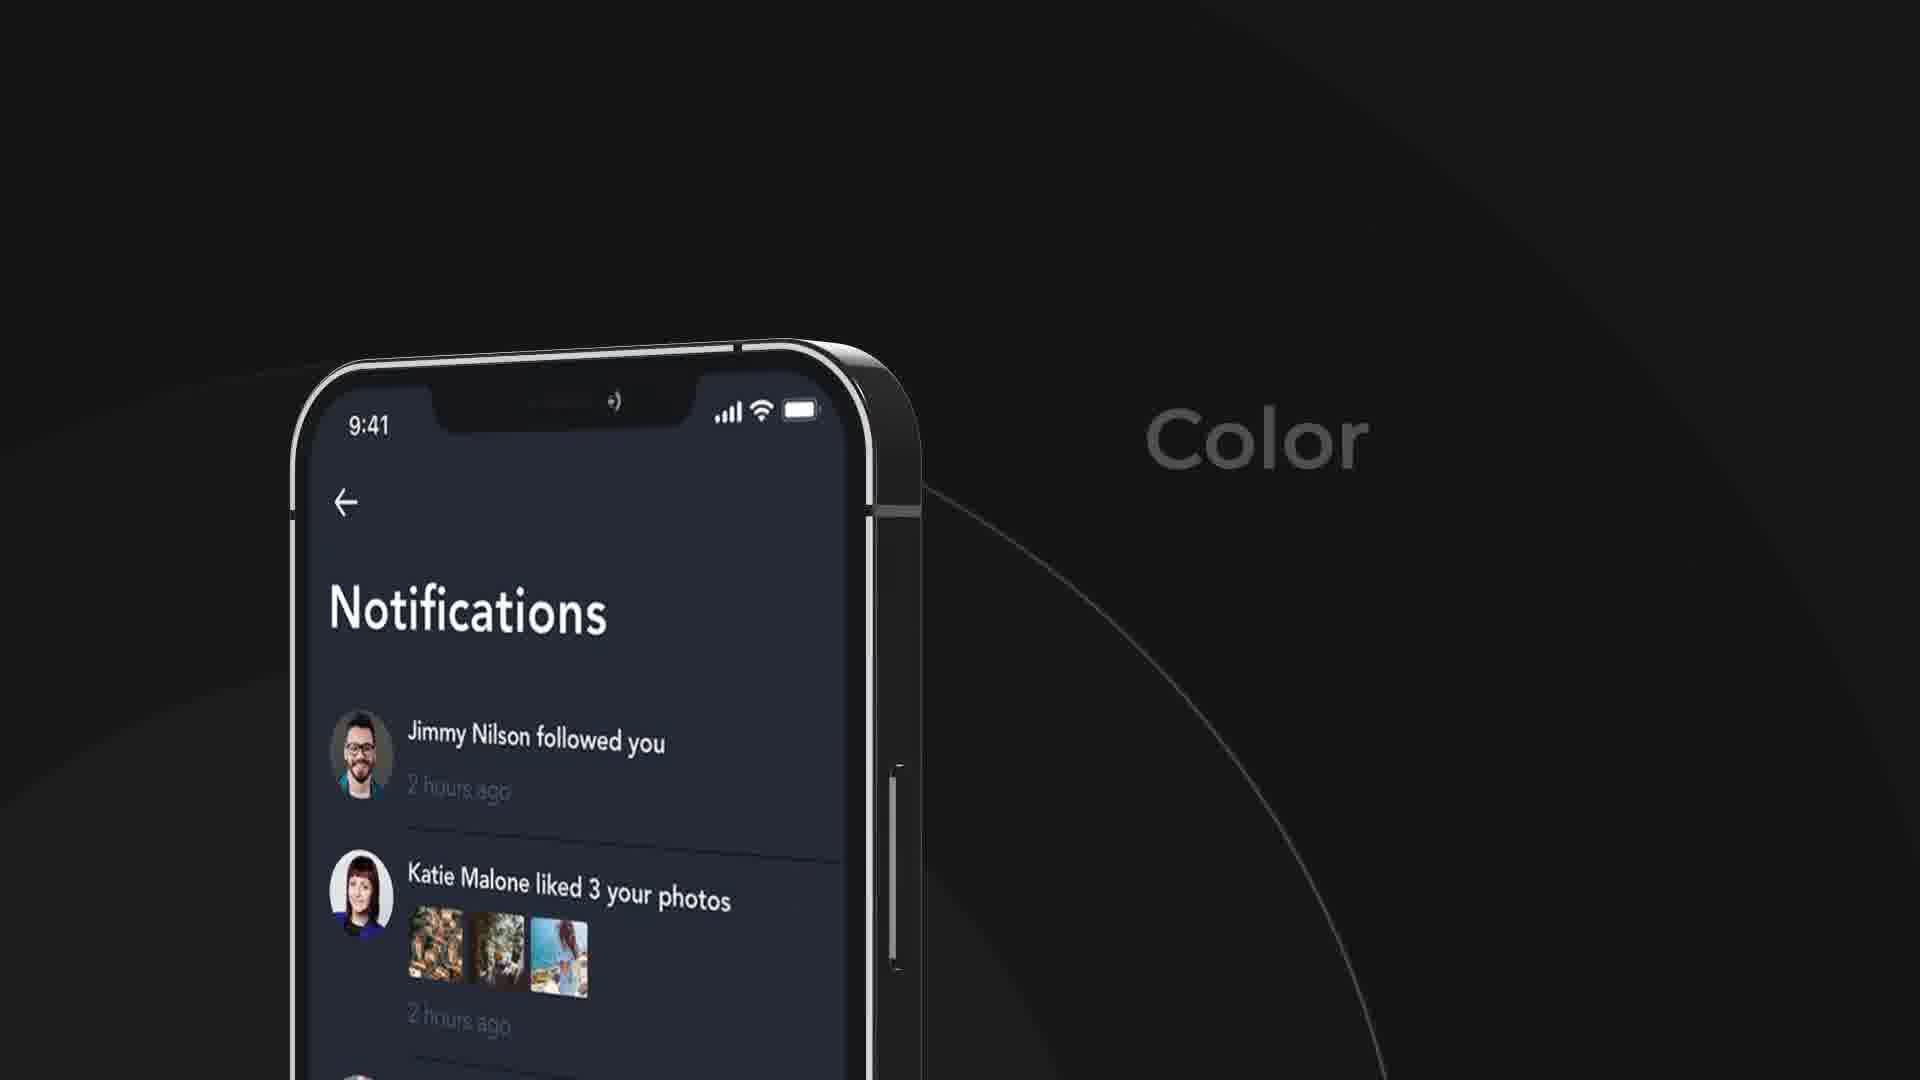 9:41
Color
Notifications
Jimmy Nilson followed you
2 hours ago
Katie Malone liked 3 your photos
2 hours ago